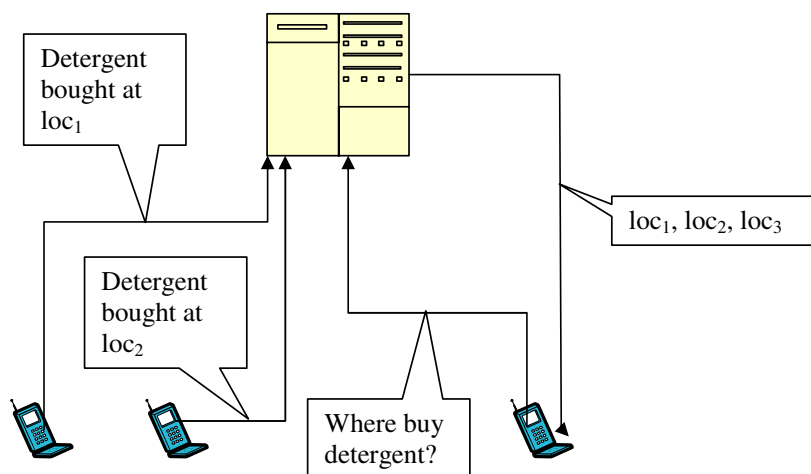 Detergent
bought at
loc₁
loc₁, loc₂, loc₃
Detergent
bought at
loc₂
Where buy
detergent?